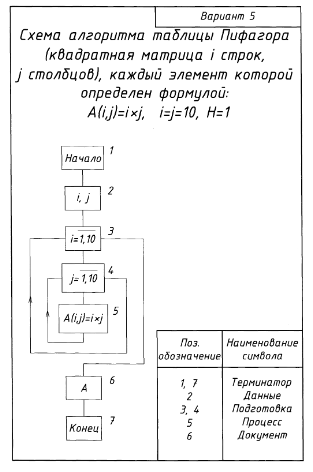 Вариант 5
Схема алгоритма таблицы Пифагора
(квадратная матрица i строк,
j столбцов), каждый элемент которой
определен формулой:
A(i,j)=i×j, i=j=10, H=1
1
Начало
2
i, j
3
i=1,10
4
j=1,10
5
A(i,j)=i×j
6
A
7
Конец
Поз. обозначение
Наименование символа
1, 7 Терминатор
2 Данные
3, 4 Подготовка
5 Процесс
6 Документ